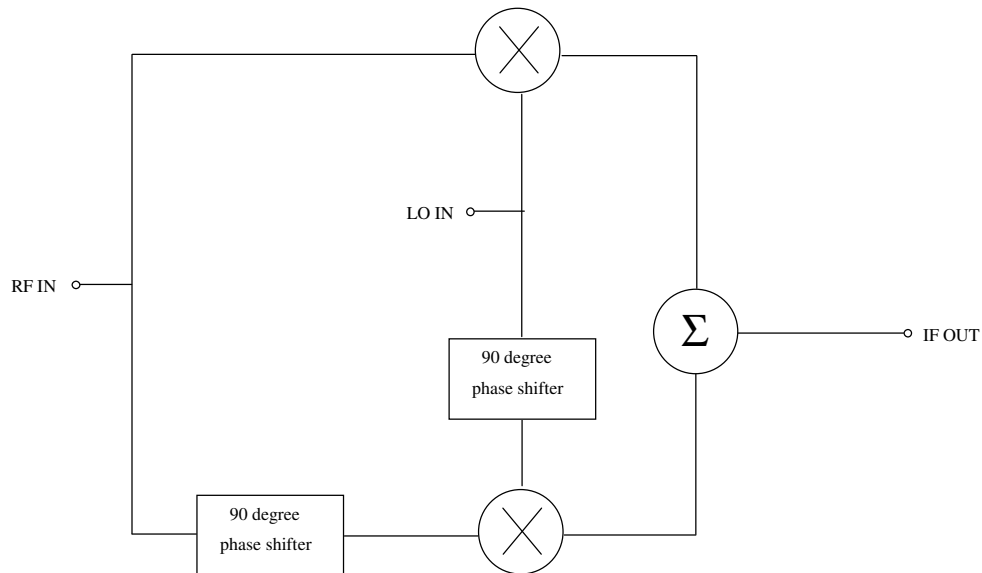 LO IN
RF IN
90 degree
phase shifter
Σ
IF OUT
90 degree
phase shifter